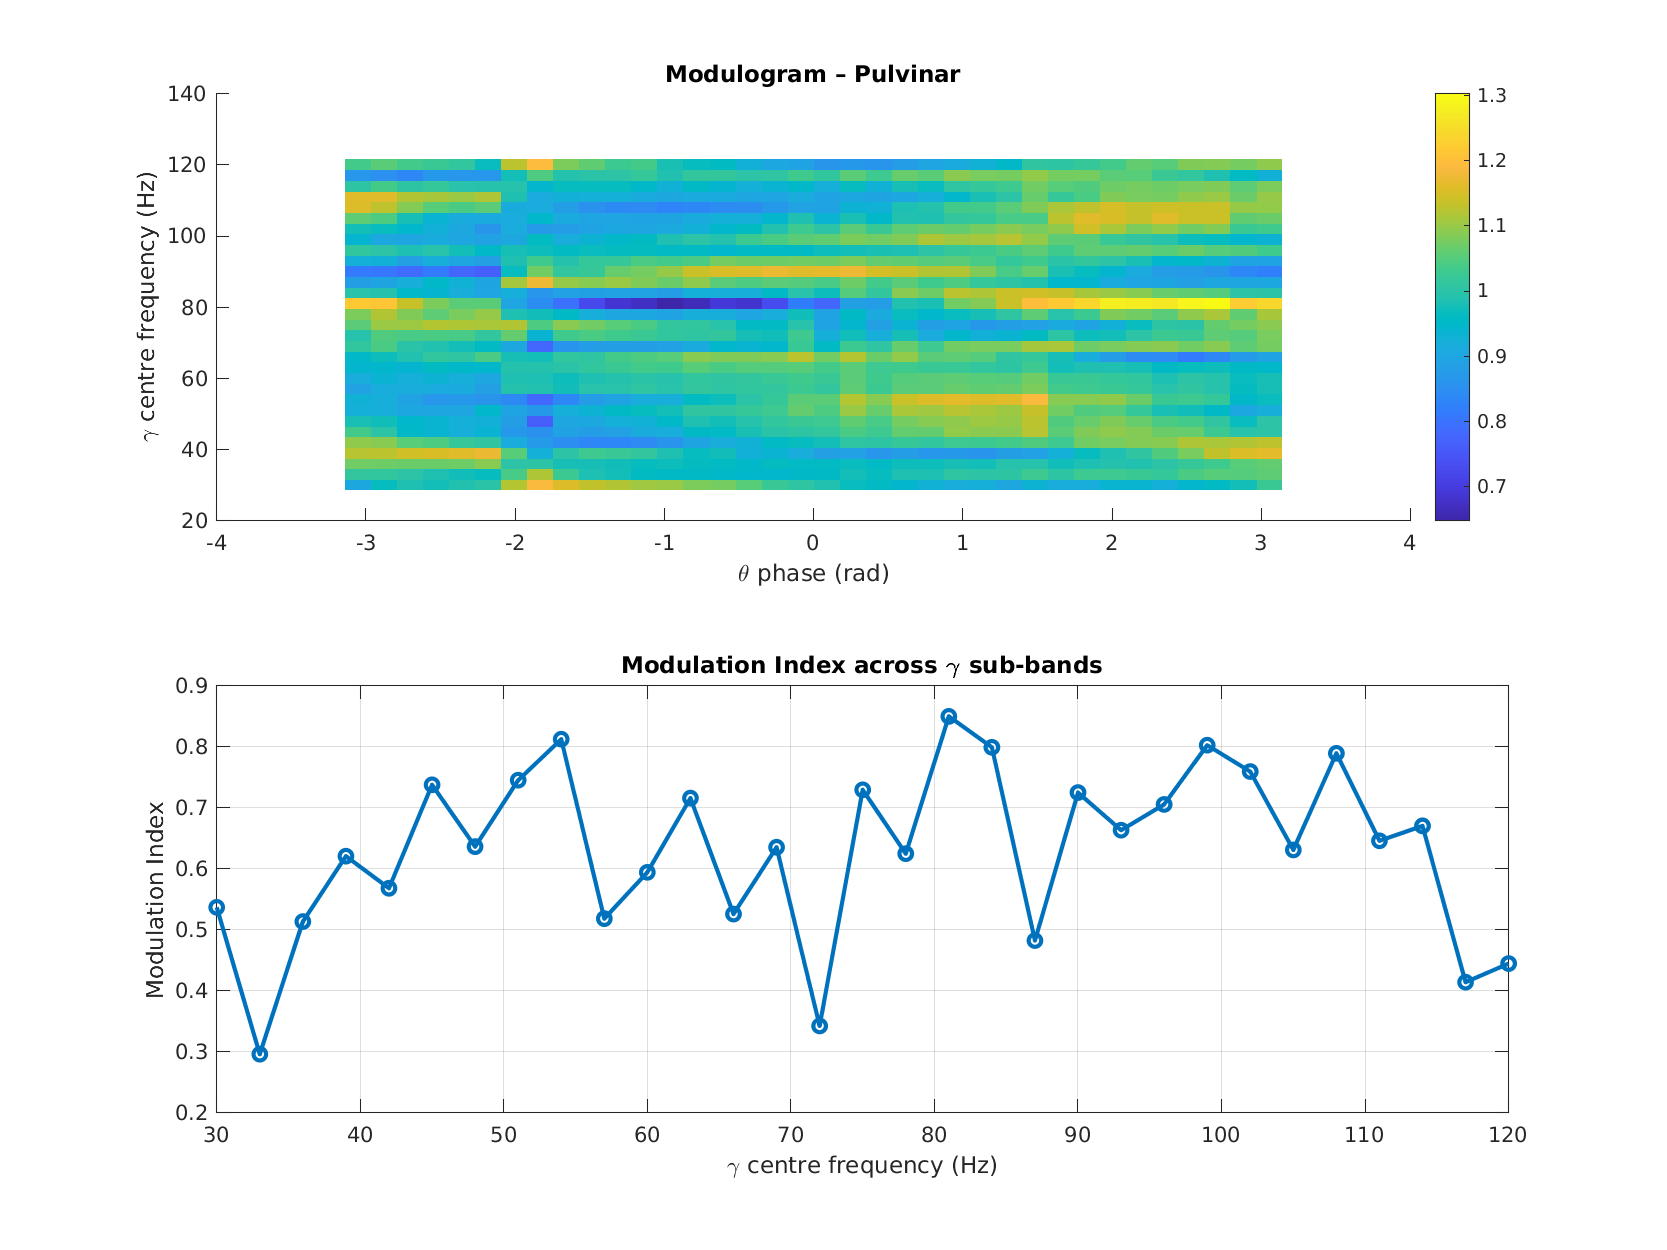 Modulogram – Pulvinar
140
120
100
80
60
40
20
γ centre frequency (Hz)
-4 -3 -2 -1 0 1 2 3 4
θ phase (rad)
1.3
1.2
1.1
1
0.9
0.8
0.7
Modulation Index across γ sub-bands
0.9
0.8
0.7
0.6
0.5
0.4
0.3
0.2
Modulation Index
30 40 50 60 70 80 90 100 110 120
γ centre frequency (Hz)